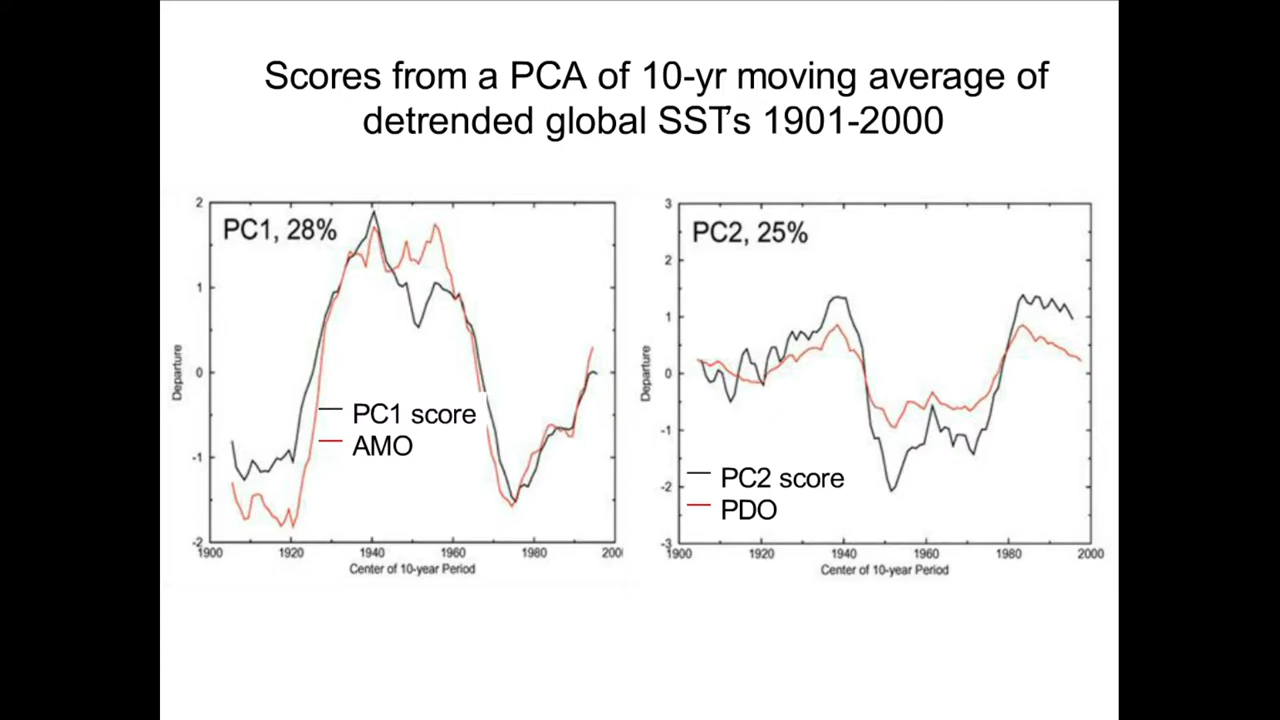 Scores from a PCA of 10-yr moving average of
detrended global SST's 1901-2000
PC1, 28%
2
1
0
-1
-2
Departure
PC1 score
AMO
1900 1920 1940 1960 1980 200
Center of 10-year Period
PC2, 25%
3
2
1
0
-1
-2
-3
Departure
PC2 score
PDO
1900 1920 1940 1960 1980 2000
Center of 10-year Period